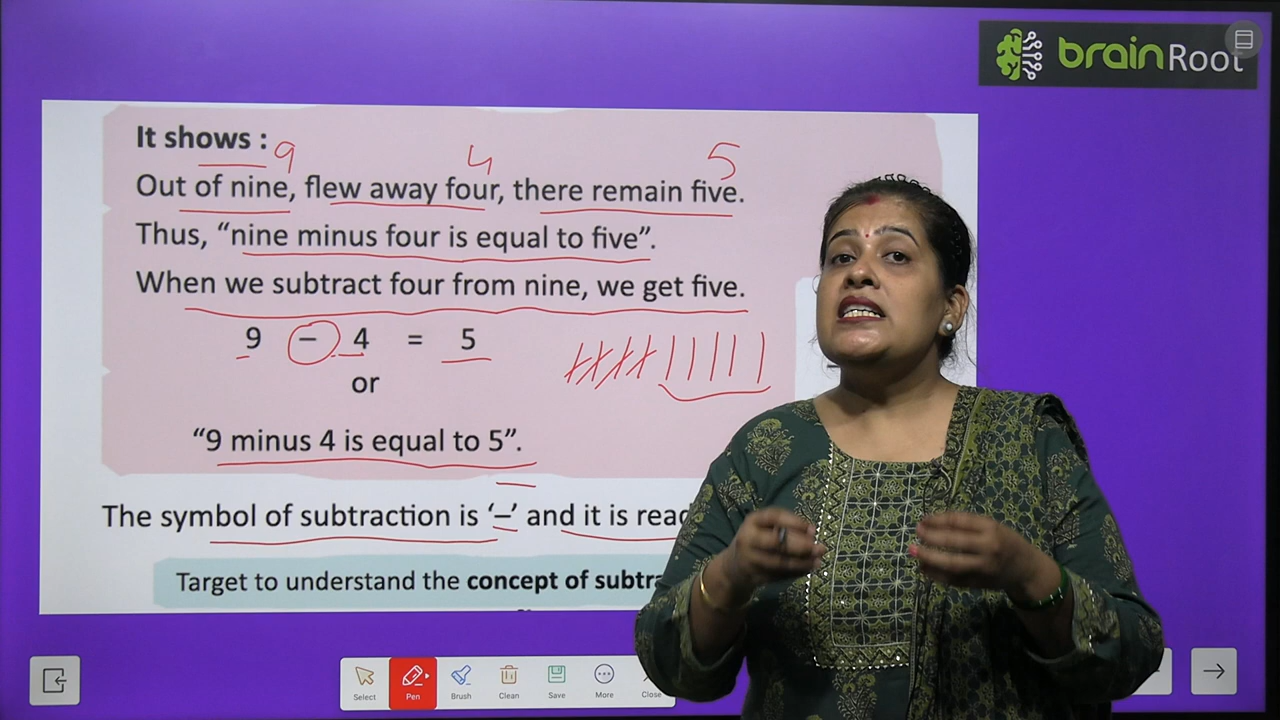 brainRoot
It shows :
9 4 5
Out of nine, flew away four, there remain five.
Thus, “nine minus four is equal to five”.
When we subtract four from nine, we get five.
9 – 4 = 5
or
“9 minus 4 is equal to 5”.
The symbol of subtraction is ‘–’ and it is read
Target to understand the concept of subtra
Select Pen Brush Clean Save More Close